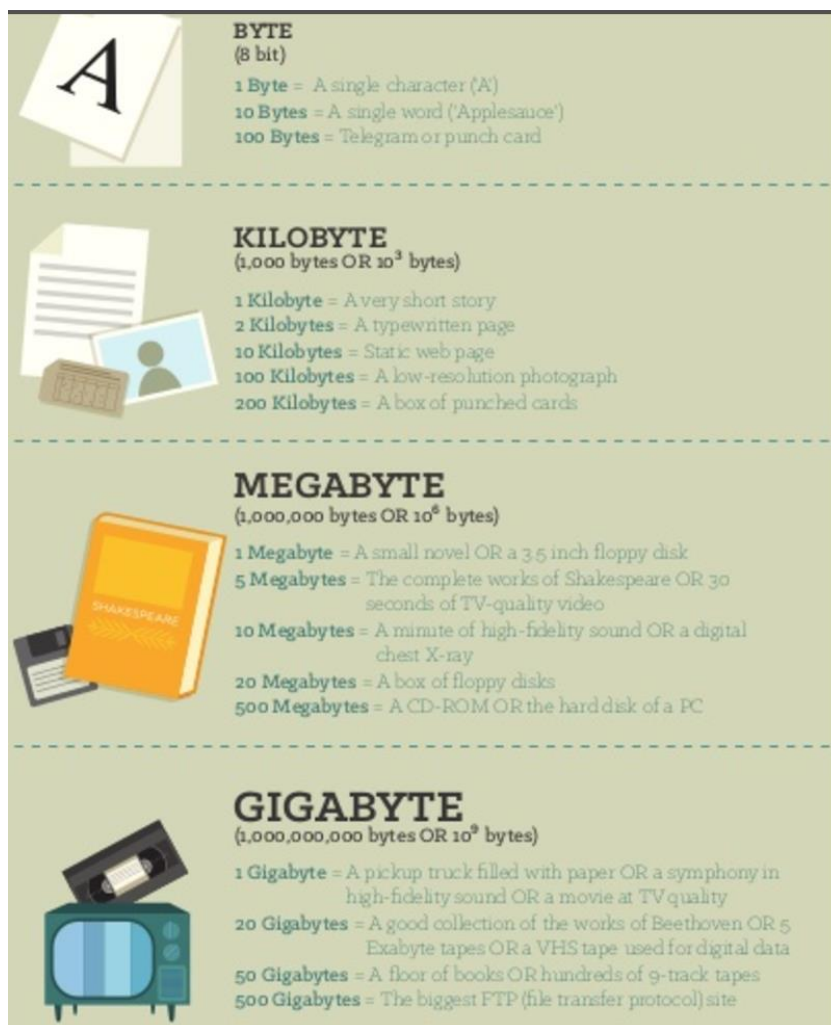 A
BYTE
(8 bit)
1 Byte = A single character ('A')
10 Bytes = A single word ('Applesauce')
100 Bytes = Telegram or punch card
KILOBYTE
(1,000 bytes OR 10³ bytes)
1 Kilobyte = A very short story
2 Kilobytes = A typewritten page
10 Kilobytes = Static web page
100 Kilobytes = A low-resolution photograph
200 Kilobytes = A box of punched cards
MEGABYTE
(1,000,000 bytes OR 10⁶ bytes)
1 Megabyte = A small novel OR a 3.5 inch floppy disk
5 Megabytes = The complete works of Shakespeare OR 30
seconds of TV-quality video
10 Megabytes = A minute of high-fidelity sound OR a digital
chest X-ray
20 Megabytes = A box of floppy disks
500 Megabytes = A CD-ROM OR the hard disk of a PC
SHAKESPEARE
GIGABYTE
(1,000,000,000 bytes OR 10⁹ bytes)
1 Gigabyte = A pickup truck filled with paper OR a symphony in
high-fidelity sound OR a movie at TV quality
20 Gigabytes = A good collection of the works of Beethoven OR 5
Exabyte tapes OR a VHS tape used for digital data
50 Gigabytes = A floor of books OR hundreds of 9-track tapes
500 Gigabytes = The biggest FTP (file transfer protocol) site